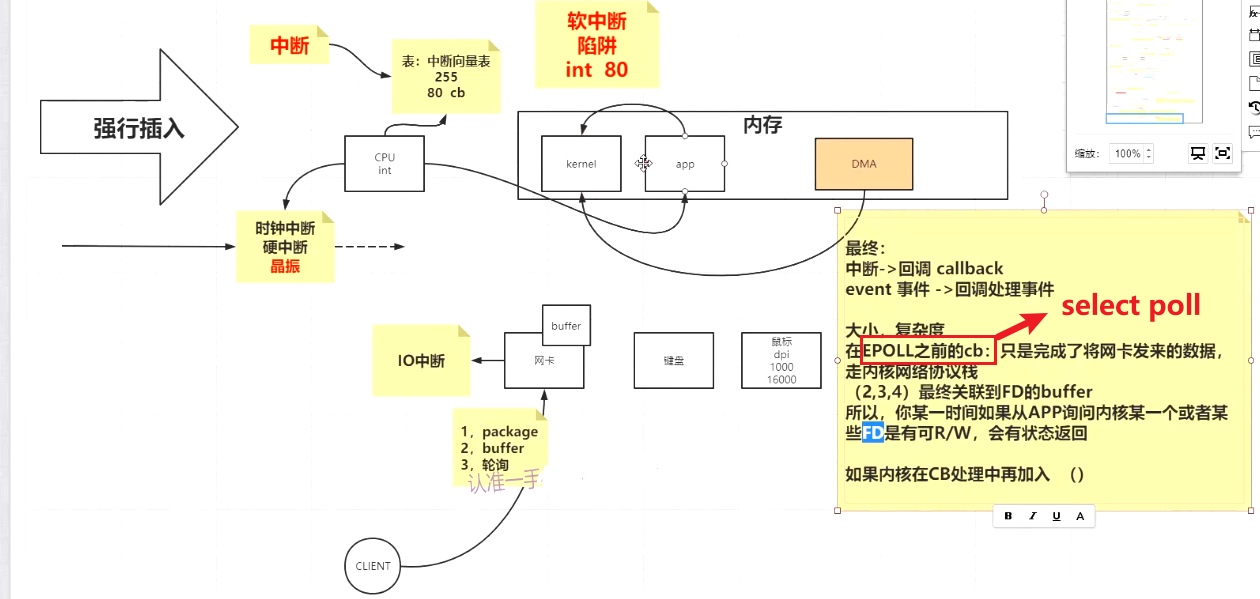 中断
表：中断向量表
255
80 cb
软中断
陷阱
int 80
强行插入
CPU
int
内存
kernel
app
DMA
缩放：
100%
时钟中断
硬中断
晶振
最终：
中断->回调 callback
event 事件 ->回调处理事件
select poll
大小，复杂度
在EPOLL之前的cb：只是完成了将网卡发来的数据，
走内核网络协议栈
（2,3,4）最终关联到FD的buffer
所以，你某一时间如果从APP询问内核某一个或者某
些FD是有可R/W，会有状态返回
如果内核在CB处理中再加入 （）
B I U A
buffer
IO中断
网卡
键盘
鼠标
dpi
1000
16000
1，package
2，buffer
3，轮询
认准一手
CLIENT